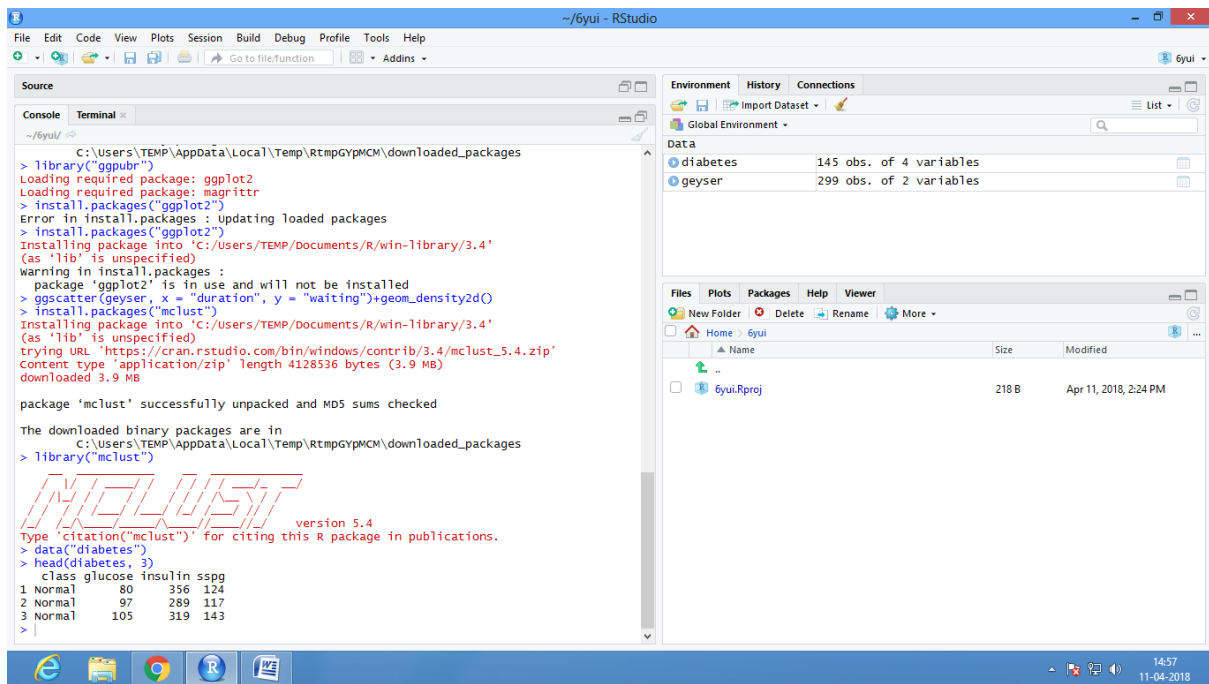 ~/6yui - RStudio
File Edit Code View Plots Session Build Debug Profile Tools Help
Go to file/function Addins 6yui
Source
Console Terminal
~/6yui/
C:\Users\TEMP\AppData\Local\Temp\RtmpGYpMCM\downloaded_packages
> library("ggpubr")
Loading required package: ggplot2
Loading required package: magrittr
> install.packages("ggplot2")
Error in install.packages : Updating loaded packages
> install.packages("ggplot2")
Installing package into ‘C:/Users/TEMP/Documents/R/win-library/3.4’
(as ‘lib’ is unspecified)
Warning in install.packages :
package ‘ggplot2’ is in use and will not be installed
> ggscatter(geyser, x = "duration", y = "waiting")+geom_density2d()
> install.packages("mclust")
Installing package into ‘C:/Users/TEMP/Documents/R/win-library/3.4’
(as ‘lib’ is unspecified)
trying URL 'https://cran.rstudio.com/bin/windows/contrib/3.4/mclust_5.4.zip'
Content type 'application/zip' length 4128536 bytes (3.9 MB)
downloaded 3.9 MB
package ‘mclust’ successfully unpacked and MD5 sums checked
The downloaded binary packages are in
C:\Users\TEMP\AppData\Local\Temp\RtmpGYpMCM\downloaded_packages
> library("mclust")
MCLUST
version 5.4
Type 'citation("mclust")' for citing this R package in publications.
> data("diabetes")
> head(diabetes, 3)
class glucose insulin sspg
1 Normal 80 356 124
2 Normal 97 289 117
3 Normal 105 319 143
>
Environment History Connections
Import Dataset List
Global Environment
Data
diabetes 145 obs. of 4 variables
geyser 299 obs. of 2 variables
Files Plots Packages Help Viewer
New Folder Delete Rename More
Home 6yui
Name Size Modified
..
6yui.Rproj 218 B Apr 11, 2018, 2:24 PM
14:57
11-04-2018